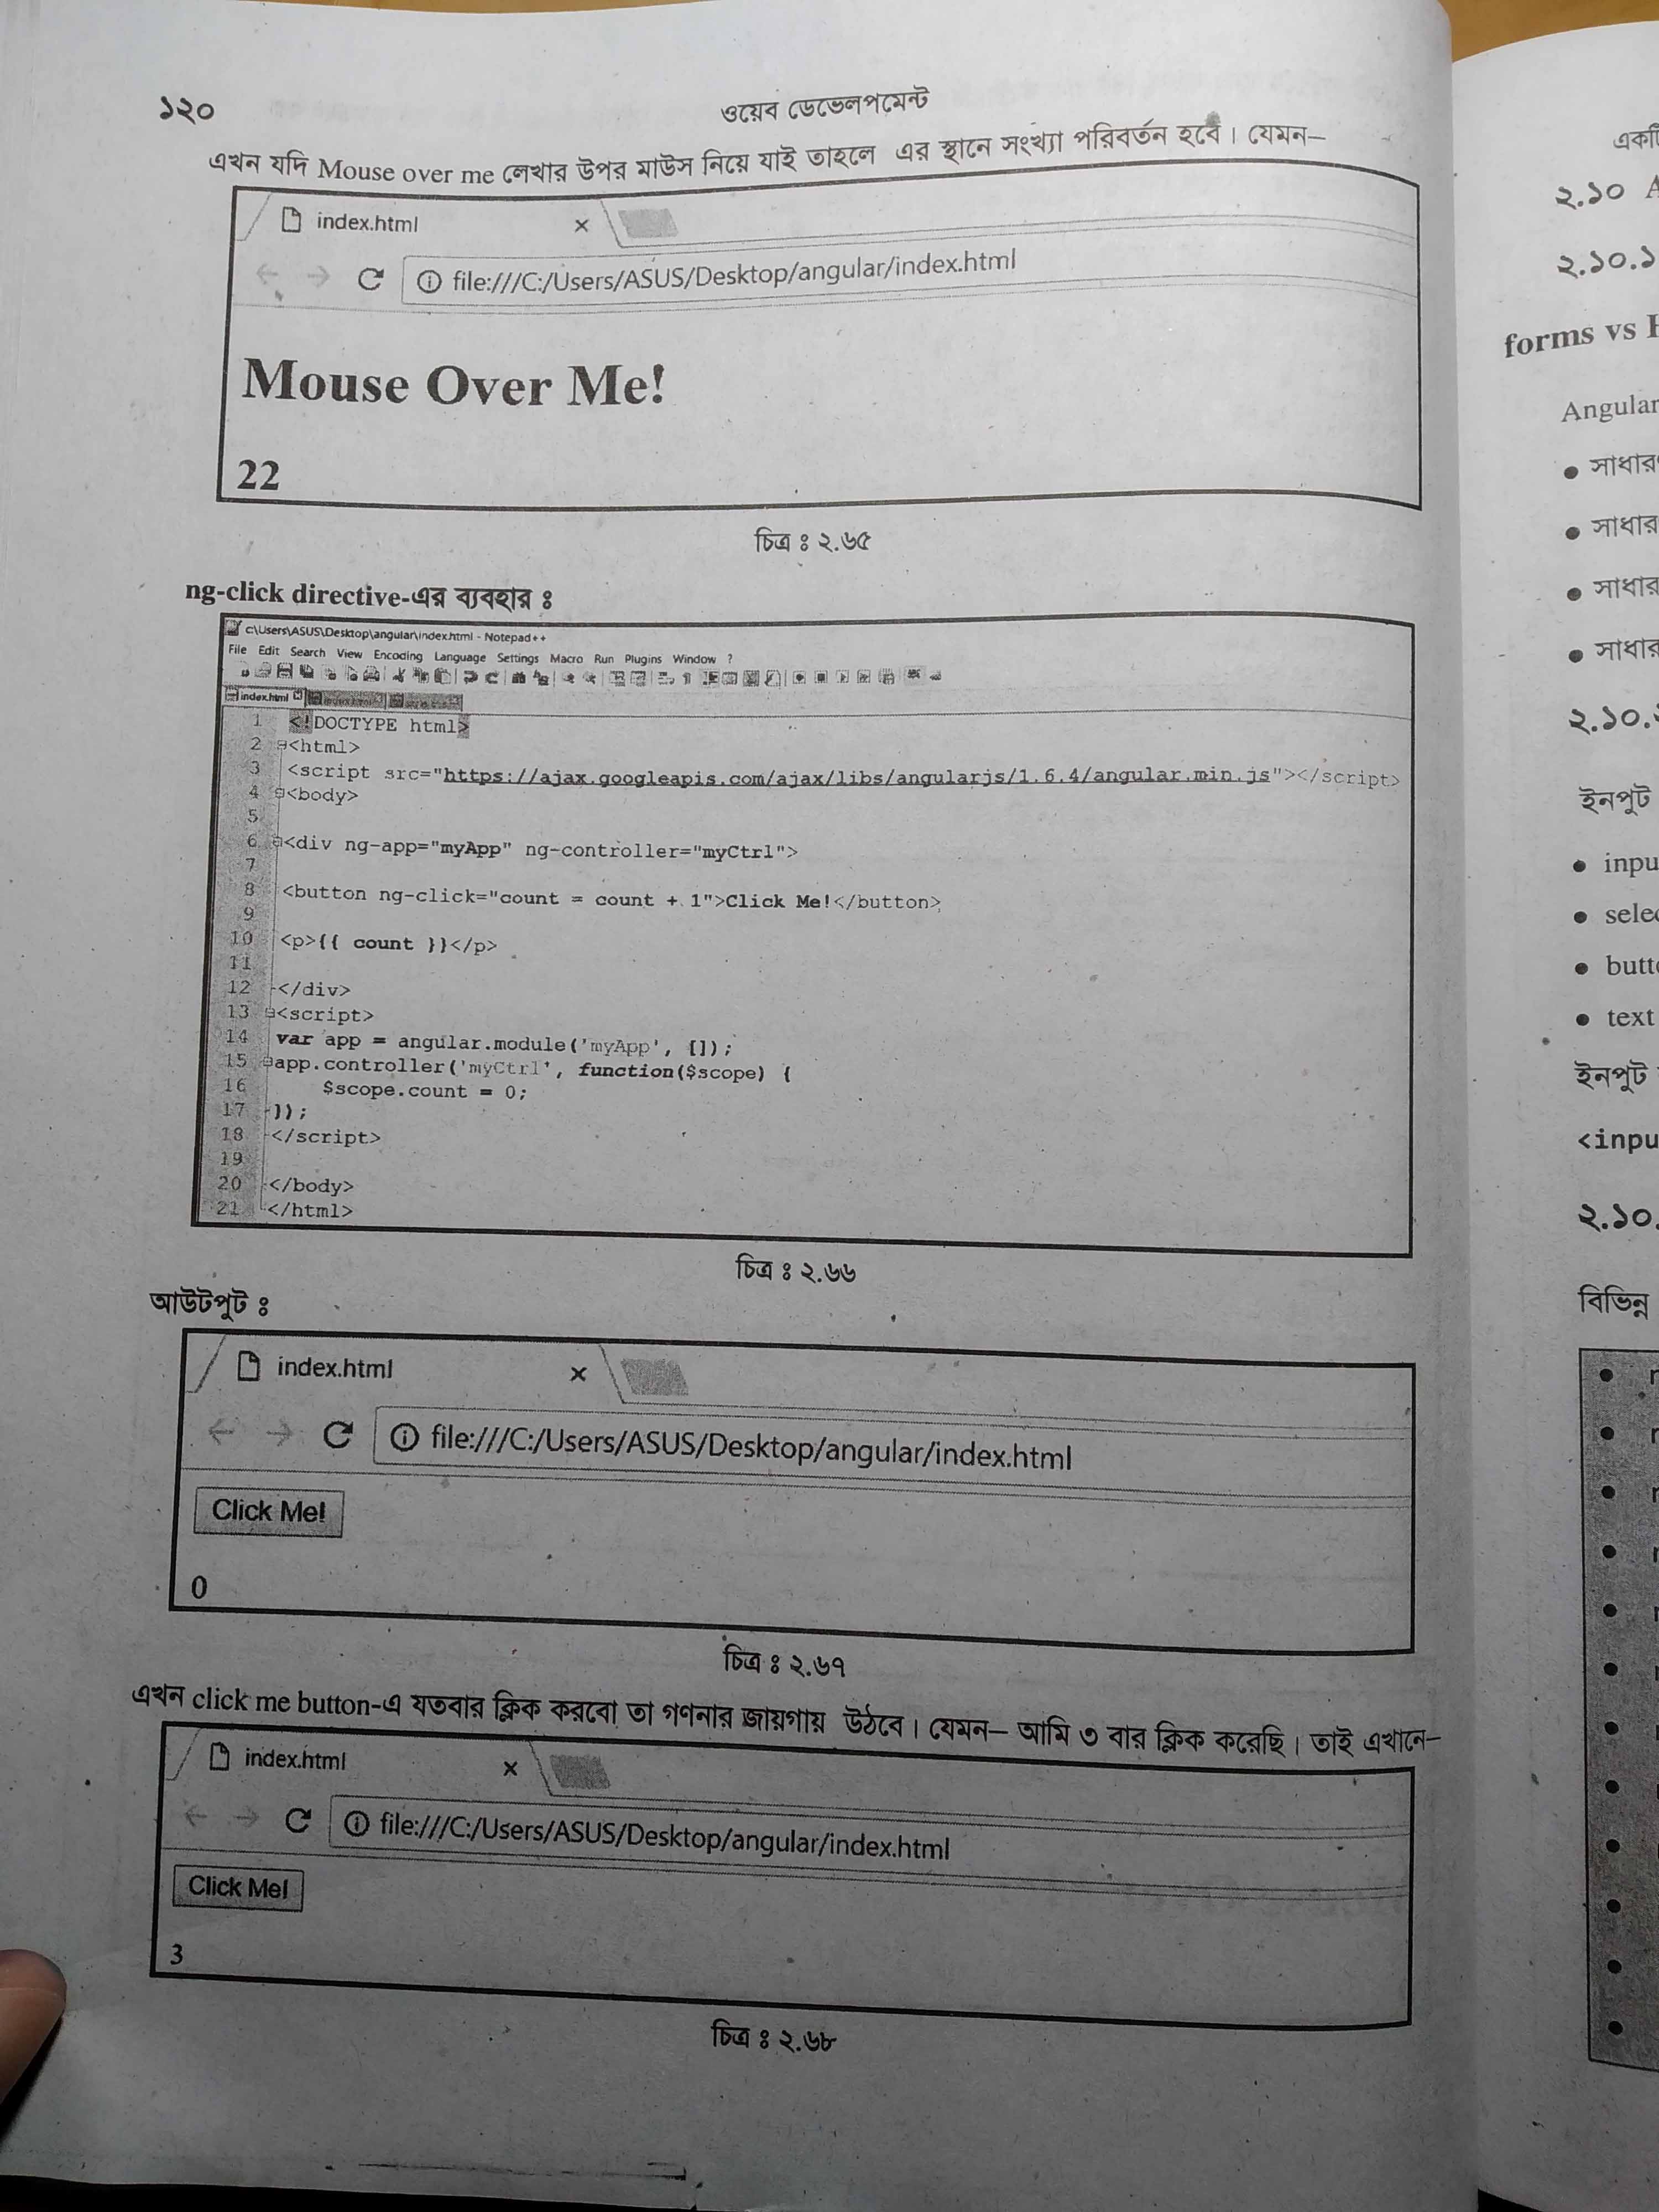 ১২০
ওয়েব ডেভেলপমেন্ট
এখন যদি Mouse over me লেখার উপর মাউস নিয়ে যাই তাহলে এর স্থানে সংখ্যা পরিবর্তন হবে। যেমন–
index.html
file:///C:/Users/ASUS/Desktop/angular/index.html
Mouse Over Me!
22
চিত্র ঃ ২.৬৫
ng-click directive-এর ব্যবহার ঃ
c\Users\ASUS\Desktop\angular\index.html - Notepad++
File Edit Search View Encoding Language Settings Macro Run Plugins Window ?
index.html
1 <!DOCTYPE html>
2 <html>
3 <script src="https://ajax.googleapis.com/ajax/libs/angularjs/1.6.4/angular.min.js"></script>
4 <body>
5
6 <div ng-app="myApp" ng-controller="myCtrl">
7
8 <button ng-click="count = count + 1">Click Me!</button>
9
10 <p>{{ count }}</p>
11
12 </div>
13 <script>
14 var app = angular.module('myApp', []);
15 app.controller('myCtrl', function($scope) {
16 $scope.count = 0;
17 });
18 </script>
19
20 </body>
21 </html>
চিত্র ঃ ২.৬৬
আউটপুট ঃ
index.html
file:///C:/Users/ASUS/Desktop/angular/index.html
Click Me!
0
চিত্র ঃ ২.৬৭
এখন click me button-এ যতবার ক্লিক করবো তা গণনার জায়গায় উঠবে। যেমন– আমি ৩ বার ক্লিক করেছি। তাই এখানে–
index.html
file:///C:/Users/ASUS/Desktop/angular/index.html
Click Me!
3
চিত্র ঃ ২.৬৮
২.১০
২.১০.১
forms vs
Angular
ইনপুট
text
ইনপুট
বিভিন্ন